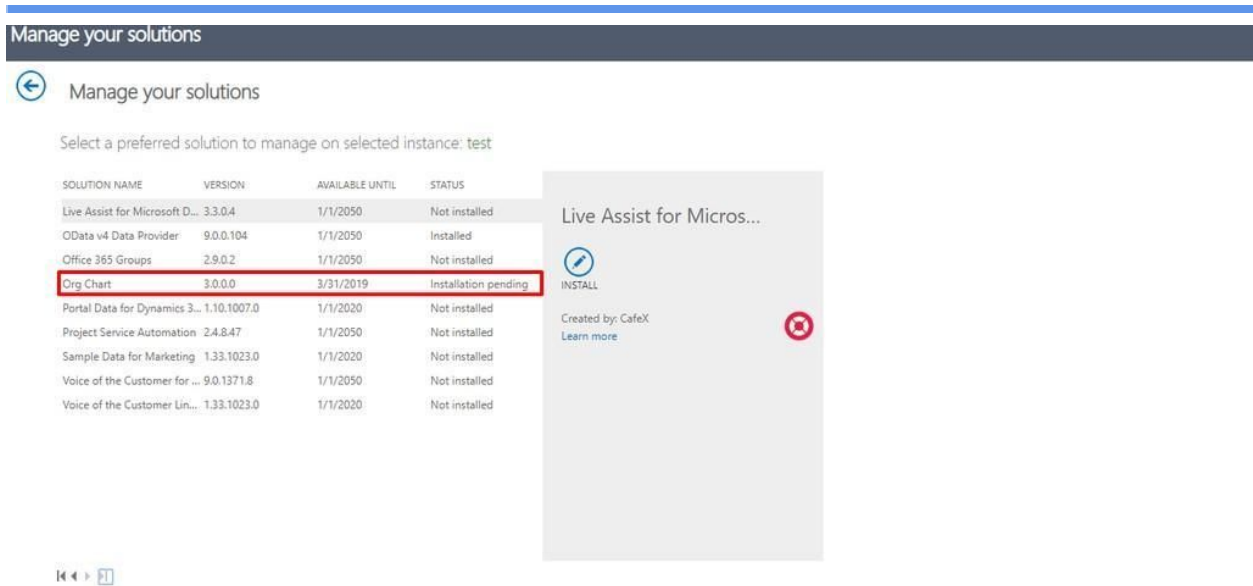 Manage your solutions
Manage your solutions
Select a preferred solution to manage on selected instance: test
SOLUTION NAME VERSION AVAILABLE UNTIL STATUS
Live Assist for Microsoft D... 3.3.0.4 1/1/2050 Not installed
OData v4 Data Provider 9.0.0.104 1/1/2050 Installed
Office 365 Groups 2.9.0.2 1/1/2050 Not installed
Org Chart 3.0.0.0 3/31/2019 Installation pending
Portal Data for Dynamics 3... 1.10.1007.0 1/1/2020 Not installed
Project Service Automation 2.4.8.47 1/1/2050 Not installed
Sample Data for Marketing 1.33.1023.0 1/1/2020 Not installed
Voice of the Customer for ... 9.0.1371.8 1/1/2050 Not installed
Voice of the Customer Lin... 1.33.1023.0 1/1/2020 Not installed
Live Assist for Micros...
INSTALL
Created by: CafeX
Learn more